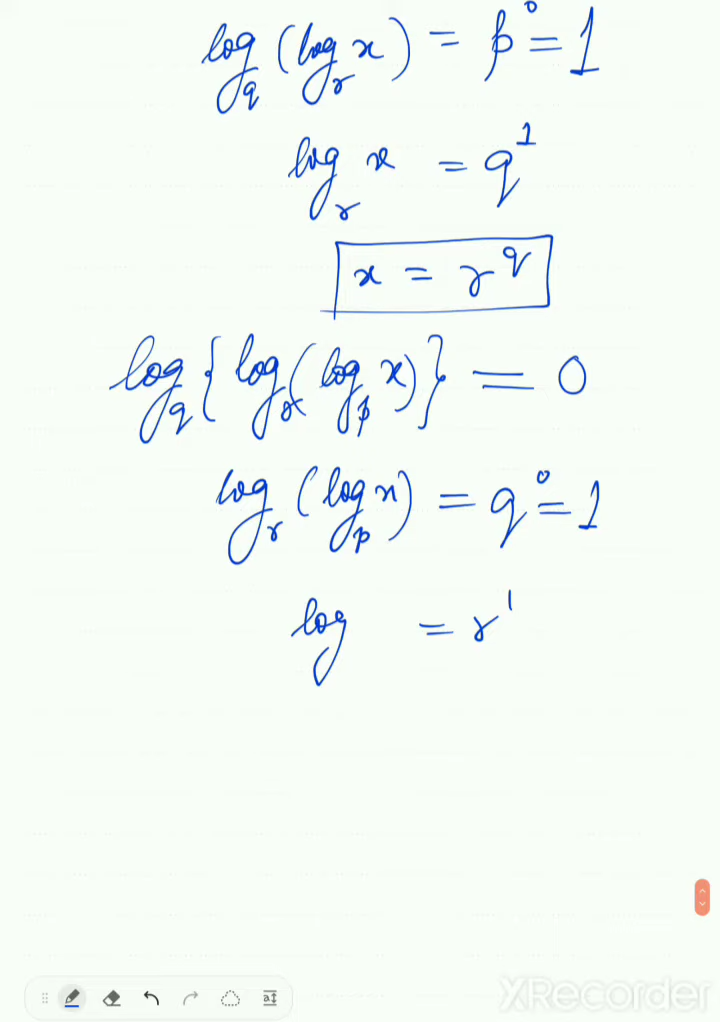 log_q (log_r x) = p^0 = 1
log_r x = q^1
x = r^q
log_q { log_r (log_p x) } = 0
log_r (log_p x) = q^0 = 1
log = r^1
XRecorder